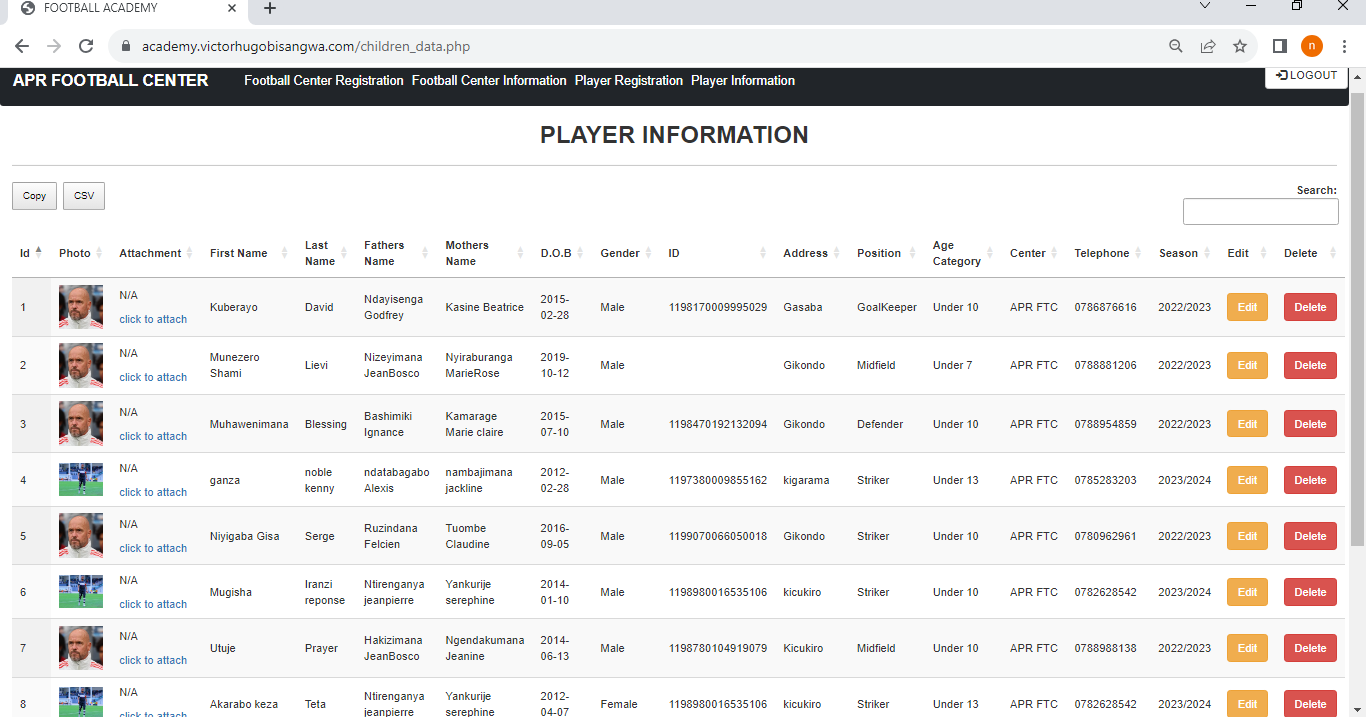 FOOTBALL ACADEMY
academy.victorhugobisangwa.com/children_data.php
n
APR FOOTBALL CENTER Football Center Registration Football Center Information Player Registration Player Information LOGOUT
PLAYER INFORMATION
Copy CSV
Search:
Id Photo Attachment First Name Last Name Fathers Name Mothers Name D.O.B Gender ID Address Position Age Category Center Telephone Season Edit Delete
1 N/A click to attach Kuberayo David Ndayisenga Godfrey Kasine Beatrice 2015-02-28 Male 1198170009995029 Gasaba GoalKeeper Under 10 APR FTC 0786876616 2022/2023 Edit Delete
2 N/A click to attach Munezero Shami Lievi Nizeyimana JeanBosco Nyiraburanga MarieRose 2019-10-12 Male Gikondo Midfield Under 7 APR FTC 0788881206 2022/2023 Edit Delete
3 N/A click to attach Muhawenimana Blessing Bashimiki Ignance Kamarage Marie claire 2015-07-10 Male 1198470192132094 Gikondo Defender Under 10 APR FTC 0788954859 2022/2023 Edit Delete
4 N/A click to attach ganza noble kenny ndatabagabo Alexis nambajimana jackline 2012-02-28 Male 1197380009855162 kigarama Striker Under 13 APR FTC 0785283203 2023/2024 Edit Delete
5 N/A click to attach Niyigaba Gisa Serge Ruzindana Felcien Tuombe Claudine 2016-09-05 Male 1199070066050018 Gikondo Striker Under 10 APR FTC 0780962961 2022/2023 Edit Delete
6 N/A click to attach Mugisha Iranzi reponse Ntirenganya jeanpierre Yankurije serephine 2014-01-10 Male 1198980016535106 kicukiro Striker Under 10 APR FTC 0782628542 2023/2024 Edit Delete
7 N/A click to attach Utuje Prayer Hakizimana JeanBosco Ngendakumana Jeanine 2014-06-13 Male 1198780104919079 Kicukiro Midfield Under 10 APR FTC 0788988138 2022/2023 Edit Delete
8 N/A click to attach Akarabo keza Teta Ntirenganya jeanpierre Yankurije serephine 2012-04-07 Female 1198980016535106 kicukiro Striker Under 13 APR FTC 0782628542 2023/2024 Edit Delete